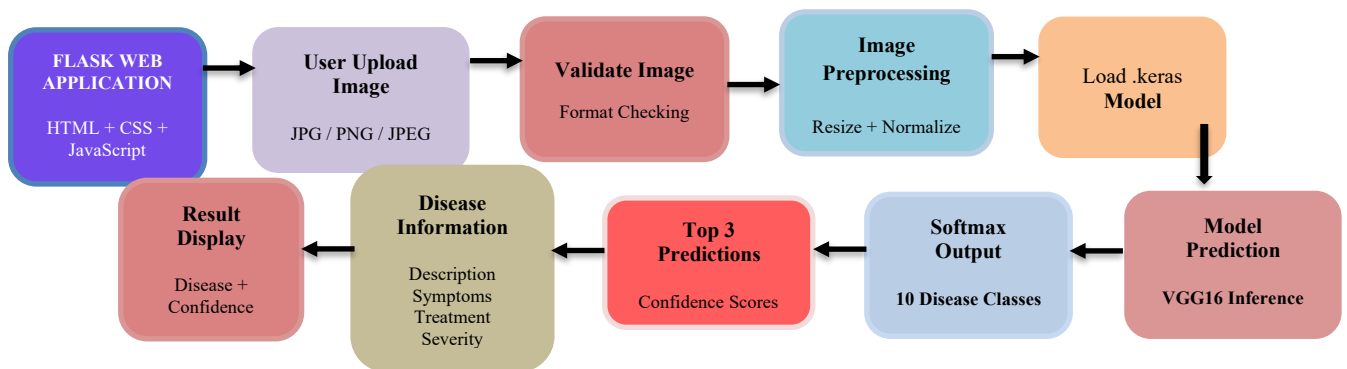 FLASK WEB
APPLICATION
HTML + CSS +
JavaScript
User Upload
Image
JPG / PNG / JPEG
Validate Image
Format Checking
Image
Preprocessing
Resize + Normalize
Load .keras
Model
Model
Prediction
VGG16 Inference
Softmax
Output
10 Disease Classes
Top 3
Predictions
Confidence Scores
Disease
Information
Description
Symptoms
Treatment
Severity
Result
Display
Disease +
Confidence